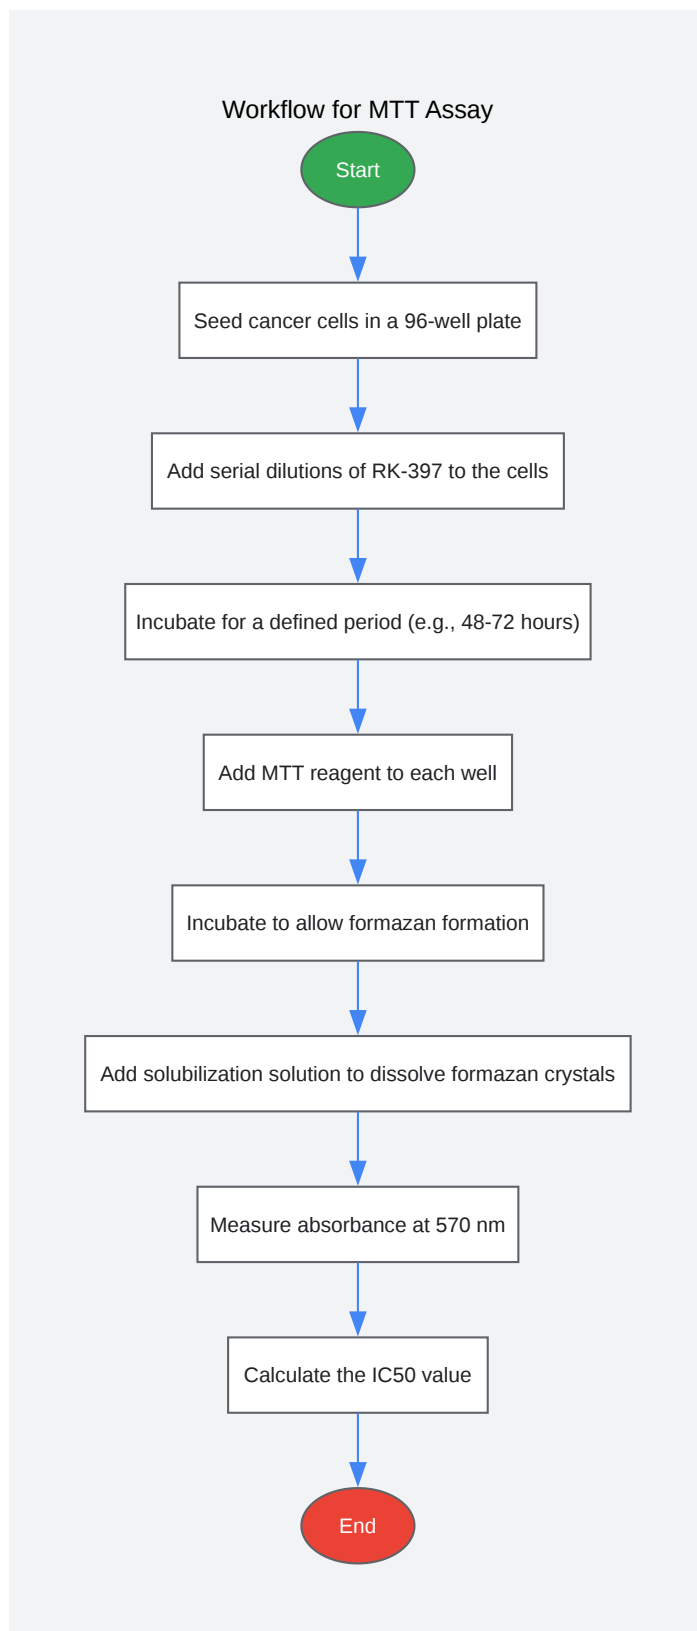 Workflow for MTT Assay
Start
Seed cancer cells in a 96-well plate
Add serial dilutions of RK-397 to the cells
Incubate for a defined period (e.g., 48-72 hours)
Add MTT reagent to each well
Incubate to allow formazan formation
Add solubilization solution to dissolve formazan crystals
Measure absorbance at 570 nm
Calculate the IC50 value
End